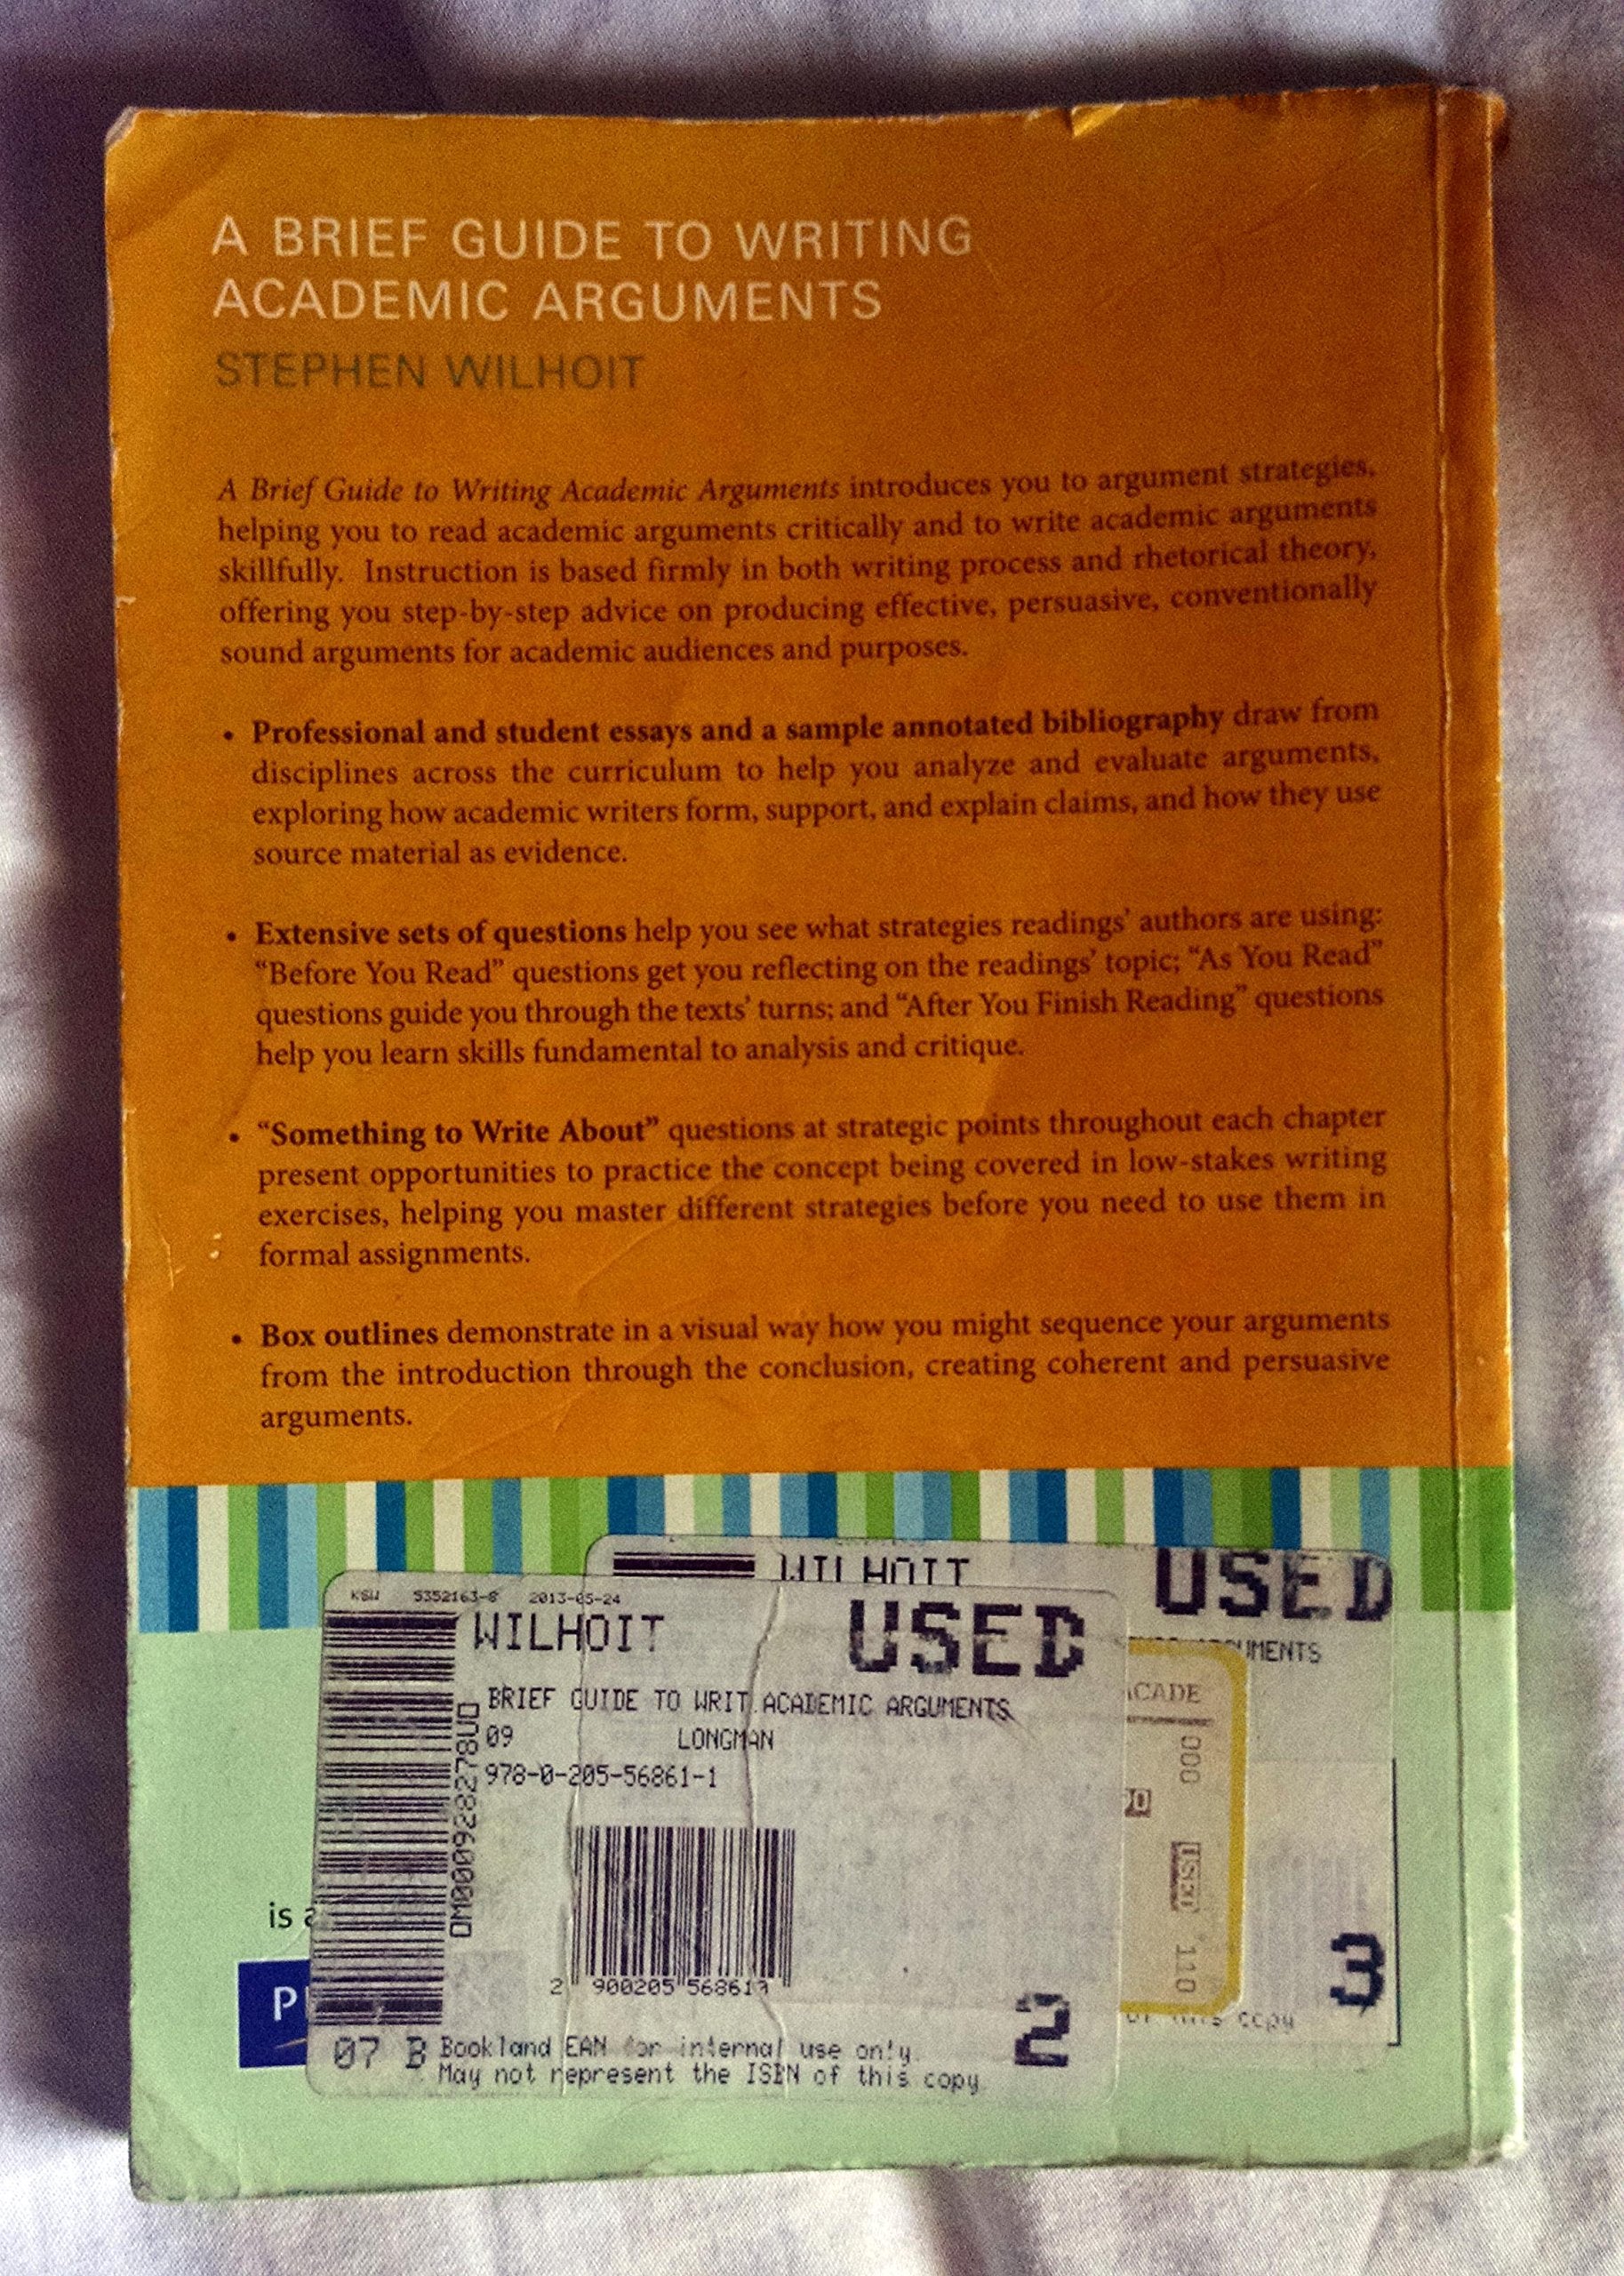 A BRIEF GUIDE TO WRITING
ACADEMIC ARGUMENTS
STEPHEN WILHOIT
A Brief Guide to Writing Academic Arguments introduces you to argument strategies,
helping you to read academic arguments critically and to write academic arguments
skillfully. Instruction is based firmly in both writing process and rhetorical theory,
offering you step-by-step advice on producing effective, persuasive, conventionally
sound arguments for academic audiences and purposes.
• Professional and student essays and a sample annotated bibliography draw from
disciplines across the curriculum to help you analyze and evaluate arguments,
exploring how academic writers form, support, and explain claims, and how they use
source material as evidence.
• Extensive sets of questions help you see what strategies readings' authors are using:
“Before You Read” questions get you reflecting on the readings' topic; “As You Read”
questions guide you through the texts' turns; and “After You Finish Reading” questions
help you learn skills fundamental to analysis and critique.
• “Something to Write About” questions at strategic points throughout each chapter
present opportunities to practice the concept being covered in low-stakes writing
exercises, helping you master different strategies before you need to use them in
formal assignments.
• Box outlines demonstrate in a visual way how you might sequence your arguments
from the introduction through the conclusion, creating coherent and persuasive
arguments.
WILHOIT USED
UMENTS
ACADE
000
USED
110
copy
3
KSW 5352163-8 2013-05-24
WILHOIT USED
BRIEF GUIDE TO WRIT ACADEMIC ARGUMENTS
09 LONGMAN
978-0-205-56861-1
0M000928278U0
2 900205 568613
2
07 B Bookland EAN for internal use only.
May not represent the ISBN of this copy
is a
P